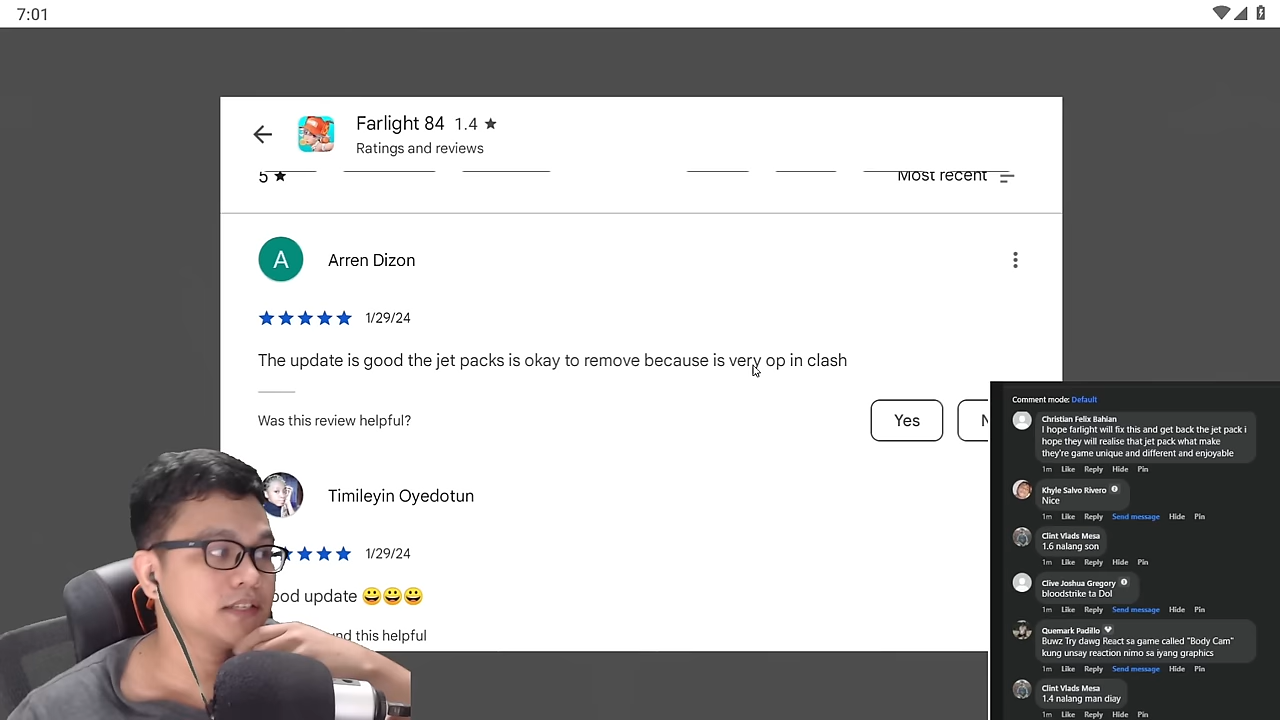 7:01
Farlight 84 1.4 ★
Ratings and reviews
5 ★
Most recent
A
Arren Dizon
1/29/24
The update is good the jet packs is okay to remove because is very op in clash
Was this review helpful?
Yes
Timileyin Oyedotun
1/29/24
ood update 😀😀😀
nd this helpful
Comment mode: Default
Christian Felix Bahian
I hope farlight will fix this and get back the jet pack i
hope they will realise that jet pack what make
they're game unique and different and enjoyable
1m Like Reply Hide Pin
Khyle Salvo Rivero
Nice
1m Like Reply Send message Hide Pin
Clint Vlads Mesa
1.6 nalang son
1m Like Reply Hide Pin
Clive Joshua Gregory
bloodstrike ta Dol
1m Like Reply Send message Hide Pin
Quemark Padillo
Buwz Try dawg React sa game called "Body Cam"
kung unsay reaction nimo sa iyang graphics
1m Like Reply Send message Hide Pin
Clint Vlads Mesa
1.4 nalang man diay
1m Like Reply Hide Pin